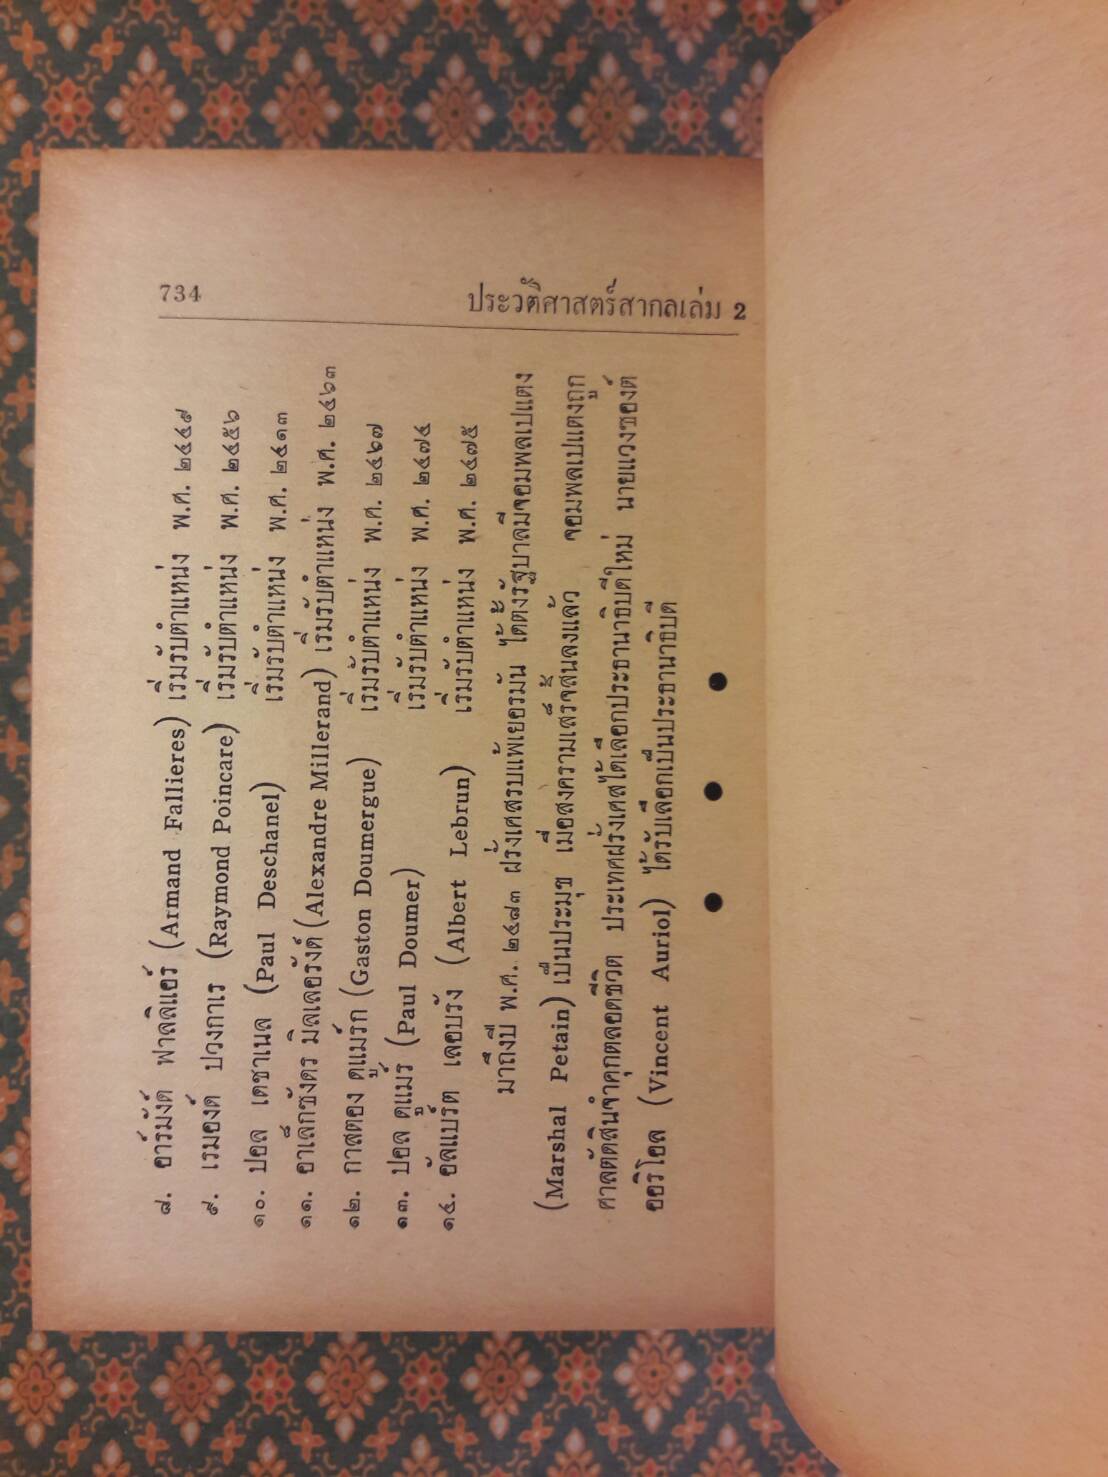 734 ประวัติศาสตร์สากลเล่ม 2
๘. อาร์มังด์ ฟาลลิแอร์ (Armand Fallieres) เริ่มรับตำแหน่ง พ.ศ. ๒๔๔๙
๙. เรมองด์ ปวงกาเร (Raymond Poincare) เริ่มรับตำแหน่ง พ.ศ. ๒๔๕๖
๑๐. ปอล เดชาเนล (Paul Deschanel) เริ่มรับตำแหน่ง พ.ศ. ๒๔๑๓
๑๑. อาเล็กซังดร มิลเลอรังด์ (Alexandre Millerand) เริ่มรับตำแหน่ง พ.ศ. ๒๔๖๓
๑๒. กาสตอง ดูแมร์ก (Gaston Doumergue) เริ่มรับตำแหน่ง พ.ศ. ๒๔๖๗
๑๓. ปอล ดูแมร์ (Paul Doumer) เริ่มรับตำแหน่ง พ.ศ. ๒๔๗๔
๑๔. อัลแบร์ต เลอบรัง (Albert Lebrun) เริ่มรับตำแหน่ง พ.ศ. ๒๔๗๕
มาถึงปี พ.ศ. ๒๔๘๓ ฝรั่งเศสรบแพ้เยอรมัน ได้ตั้งรัฐบาลมีจอมพลเปแตง
(Marshal Petain) เป็นประมุข เมื่อสงครามเสร็จสิ้นลงแล้ว จอมพลเปแตงถูก
ศาลตัดสินจำคุกตลอดชีวิต ประเทศฝรั่งเศสได้เลือกประธานาธิบดีใหม่ นายแวงซองต์
ออริโอล (Vincent Auriol) ได้รับเลือกเป็นประธานาธิบดี